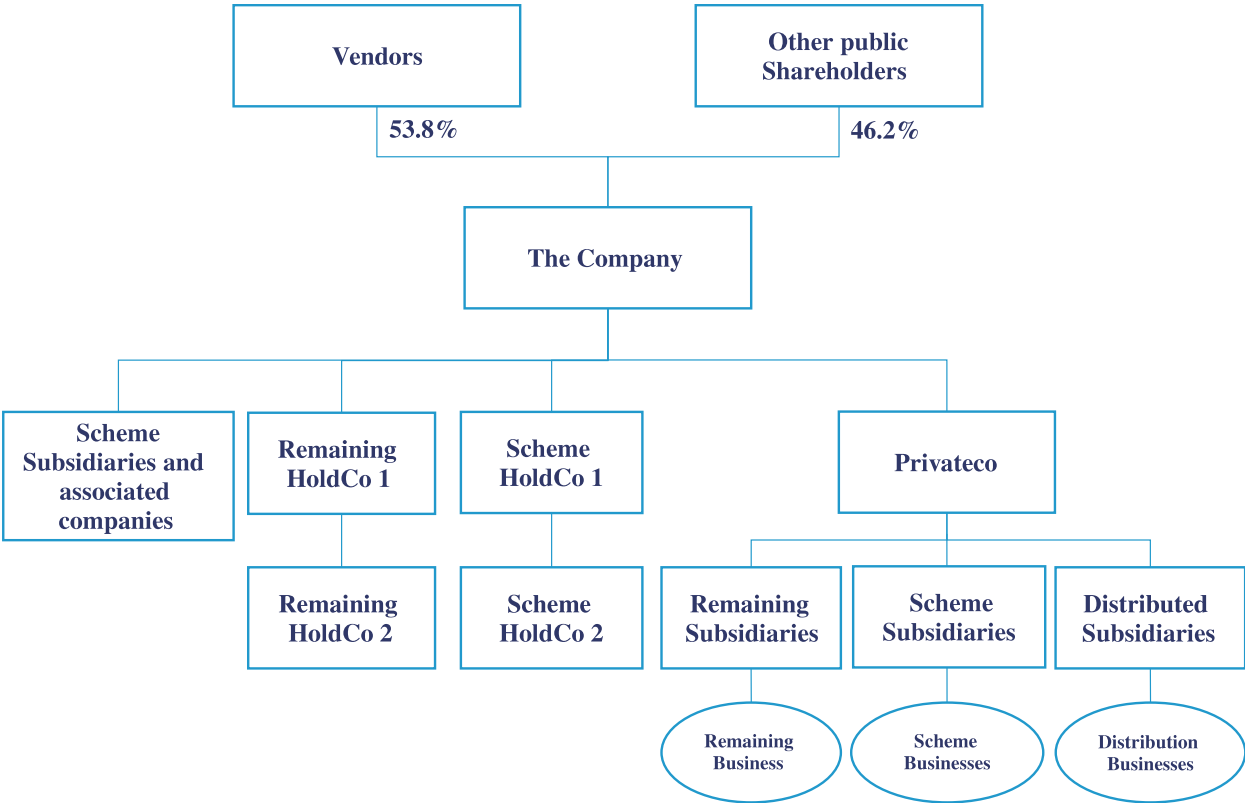 Vendors
Other public
Shareholders
53.8%
46.2%
The Company
Scheme
Subsidiaries and
associated
companies
Remaining
HoldCo 1
Scheme
HoldCo 1
Privateco
Remaining
HoldCo 2
Scheme
HoldCo 2
Remaining
Subsidiaries
Scheme
Subsidiaries
Distributed
Subsidiaries
Remaining
Business
Scheme
Businesses
Distribution
Businesses